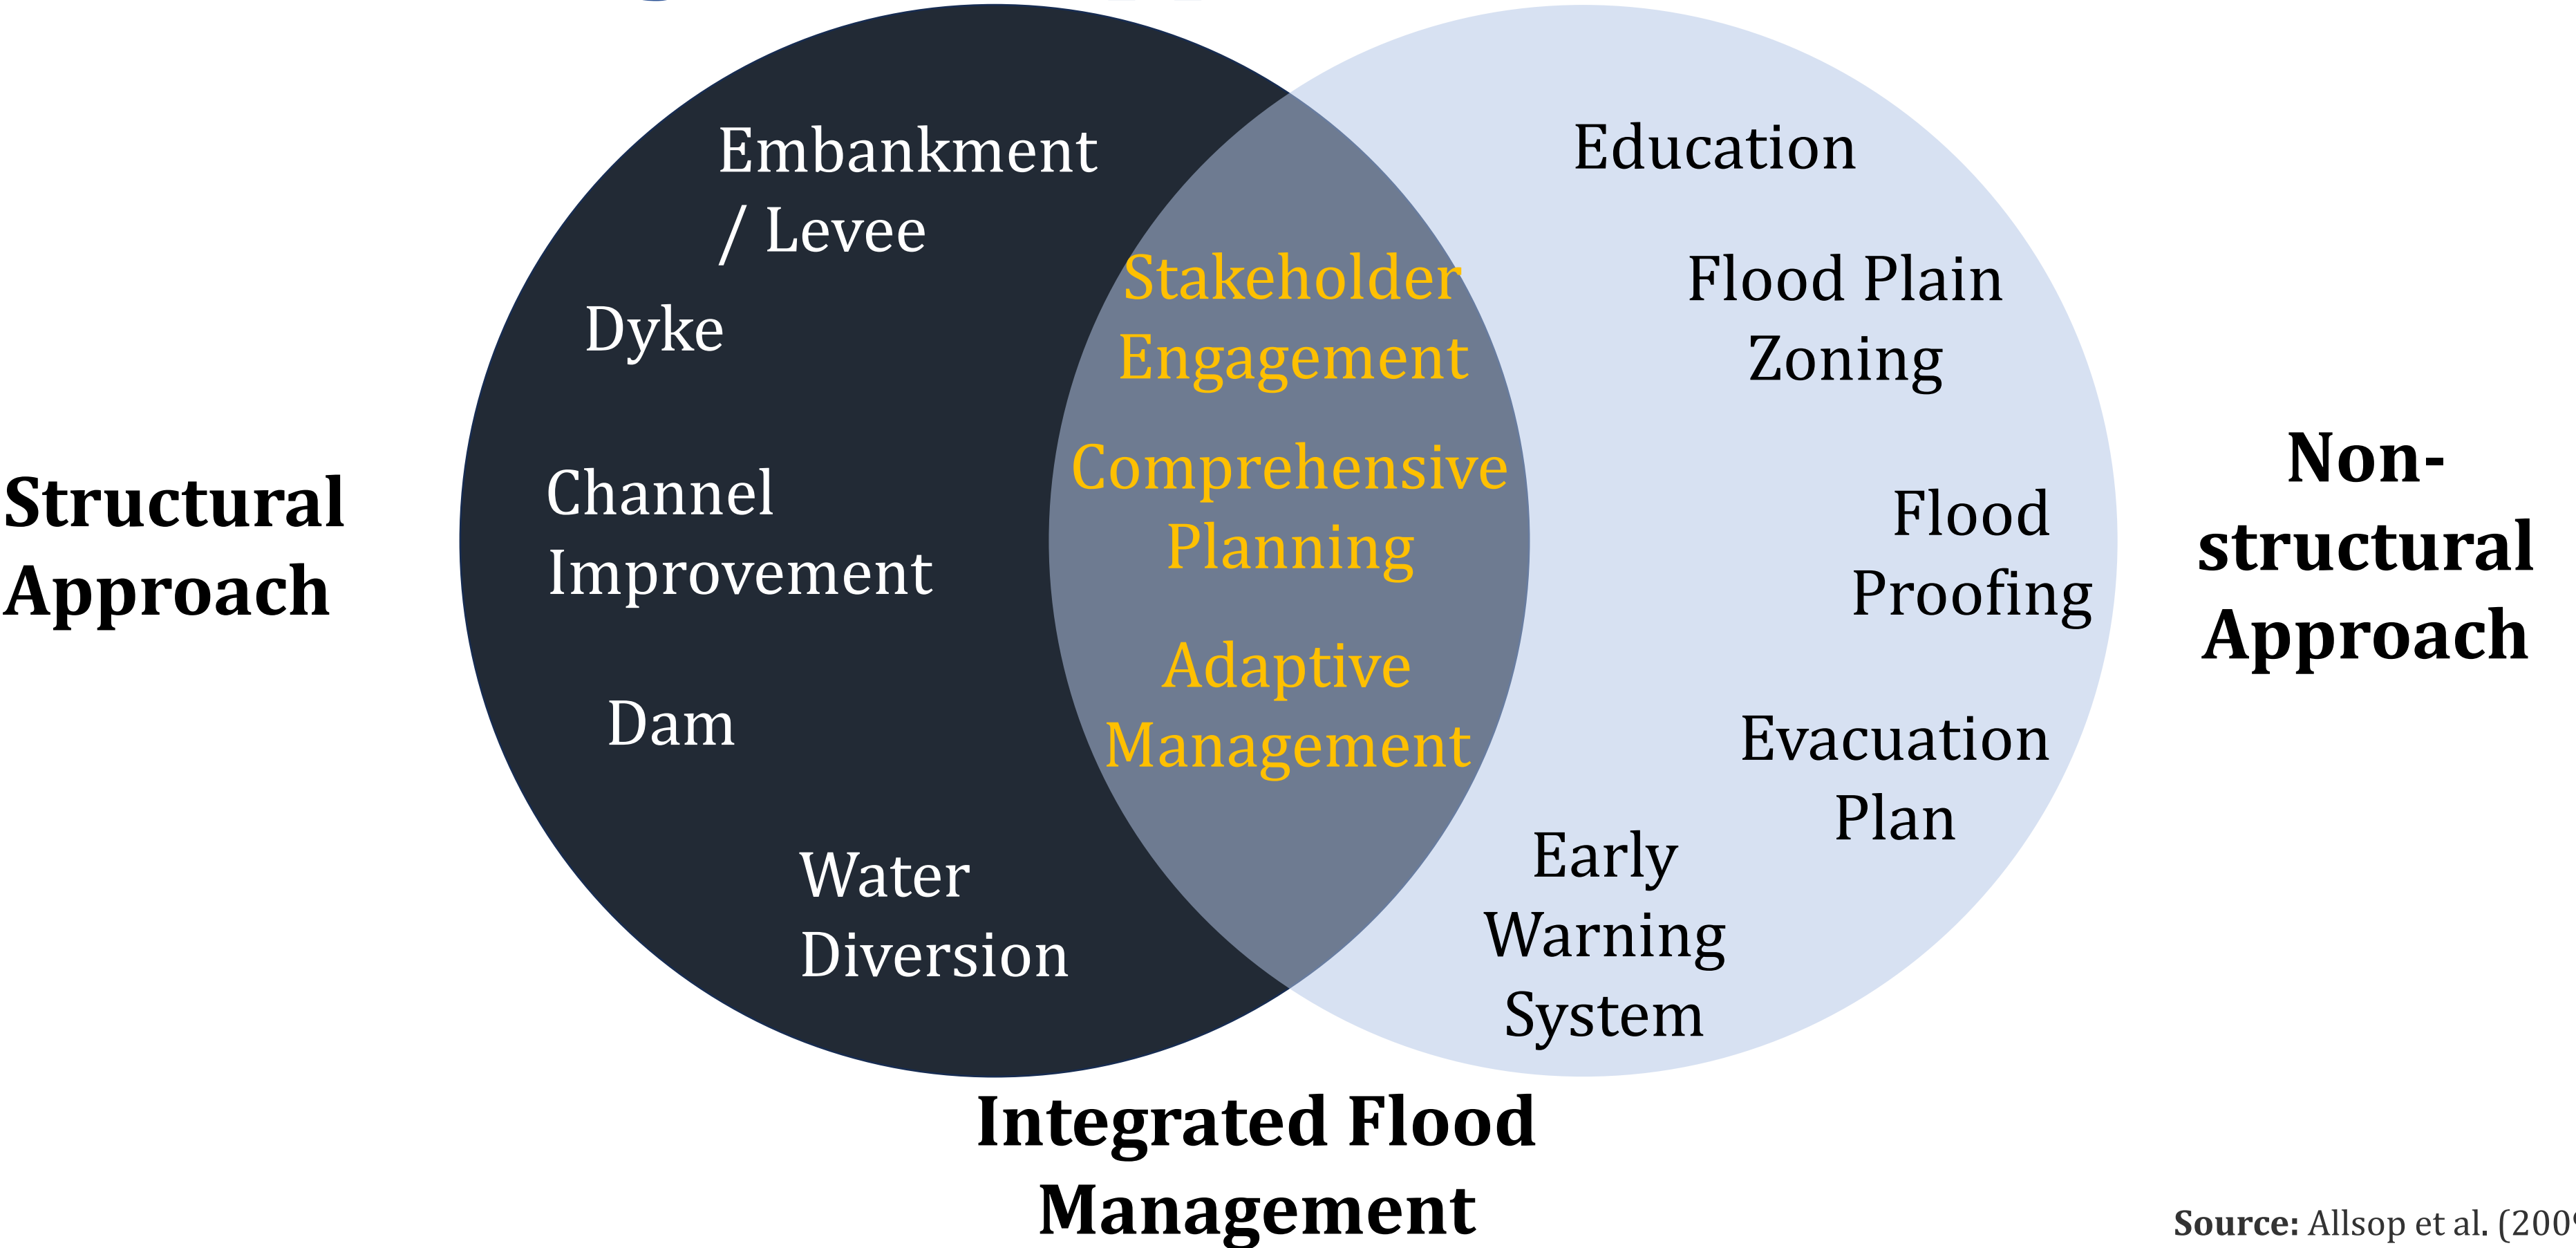 Structural
Approach
Embankment
/ Levee
Dyke
Channel
Improvement
Dam
Water
Diversion
Stakeholder
Engagement
Comprehensive
Planning
Adaptive
Management
Education
Flood Plain
Zoning
Flood
Proofing
Evacuation
Plan
Early
Warning
System
Non-
structural
Approach
Integrated Flood
Management
Source: Allsop et al. (200